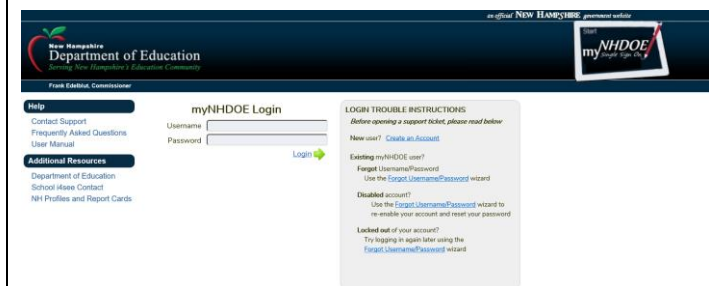 an official NEW HAMPSHIRE government website
New Hampshire
Department of Education
Serving New Hampshire's Education Community
Start
myNHDOE
Single Sign On
Frank Edelblut, Commissioner
Help
Contact Support
Frequently Asked Questions
User Manual
Additional Resources
Department of Education
School i4see Contact
NH Profiles and Report Cards
myNHDOE Login
Username
Password
Login
LOGIN TROUBLE INSTRUCTIONS
Before opening a support ticket, please read below
New user? Create an Account
Existing myNHDOE user?
Forgot Username/Password
Use the Forgot Username/Password wizard
Disabled account?
Use the Forgot Username/Password wizard to
re-enable your account and reset your password
Locked out of your account?
Try logging in again later using the
Forgot Username/Password wizard